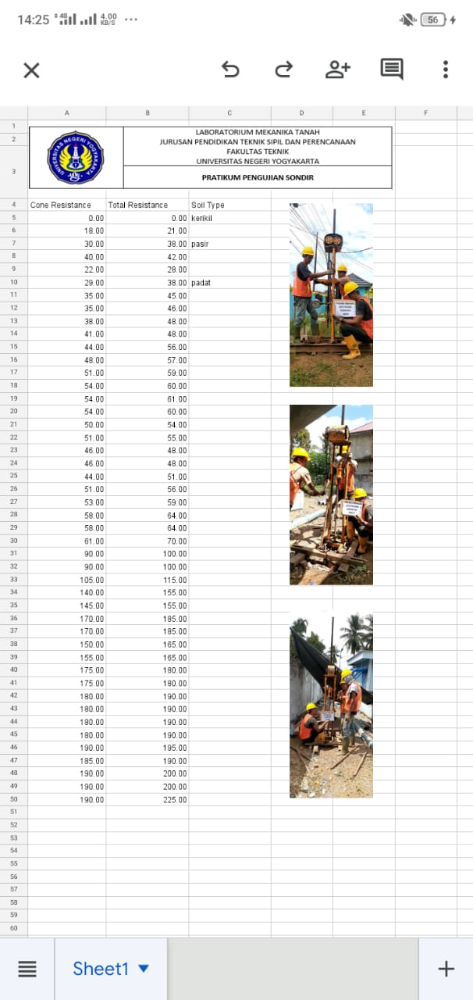 14:25 4G 4.00 KB/S 56
A B C D E F
1
2
3
LABORATORIUM MEKANIKA TANAH
JURUSAN PENDIDIKAN TEKNIK SIPIL DAN PERENCANAAN
FAKULTAS TEKNIK
UNIVERSITAS NEGERI YOGYAKARTA
PRATIKUM PENGUJIAN SONDIR
UNIVERSITAS NEGERI YOGYAKARTA
4 Cone Resistance Total Resistance Soil Type
5 0.00 0.00 kerikil
6 18.00 21.00
7 30.00 38.00 pasir
8 40.00 42.00
9 22.00 28.00
10 29.00 38.00 padat
11 35.00 45.00
12 35.00 46.00
13 38.00 48.00
14 41.00 48.00
15 44.00 56.00
16 48.00 57.00
17 51.00 59.00
18 54.00 60.00
19 54.00 61.00
20 54.00 60.00
21 50.00 54.00
22 51.00 55.00
23 46.00 48.00
24 46.00 48.00
25 44.00 51.00
26 51.00 56.00
27 53.00 59.00
28 58.00 64.00
29 58.00 64.00
30 61.00 70.00
31 90.00 100.00
32 90.00 100.00
33 105.00 115.00
34 140.00 155.00
35 145.00 155.00
36 170.00 185.00
37 170.00 185.00
38 150.00 165.00
39 155.00 165.00
40 175.00 180.00
41 175.00 180.00
42 180.00 190.00
43 180.00 190.00
44 180.00 190.00
45 180.00 190.00
46 190.00 195.00
47 185.00 190.00
48 190.00 200.00
49 190.00 200.00
50 190.00 225.00
51
52
53
54
55
56
57
58
59
60
Sheet1